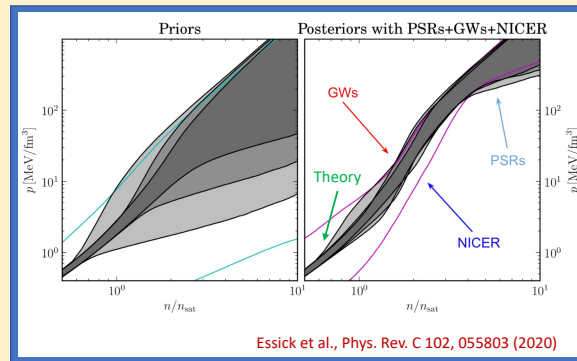 Priors
Posteriors with PSRs+GWs+NICER
p [MeV/fm³]
10²
10¹
10⁰
10⁰
10¹
n/n_sat
Theory
GWs
PSRs
NICER
p [MeV/fm³]
10²
10¹
10⁰
10⁰
10¹
n/n_sat
Essick et al., Phys. Rev. C 102, 055803 (2020)